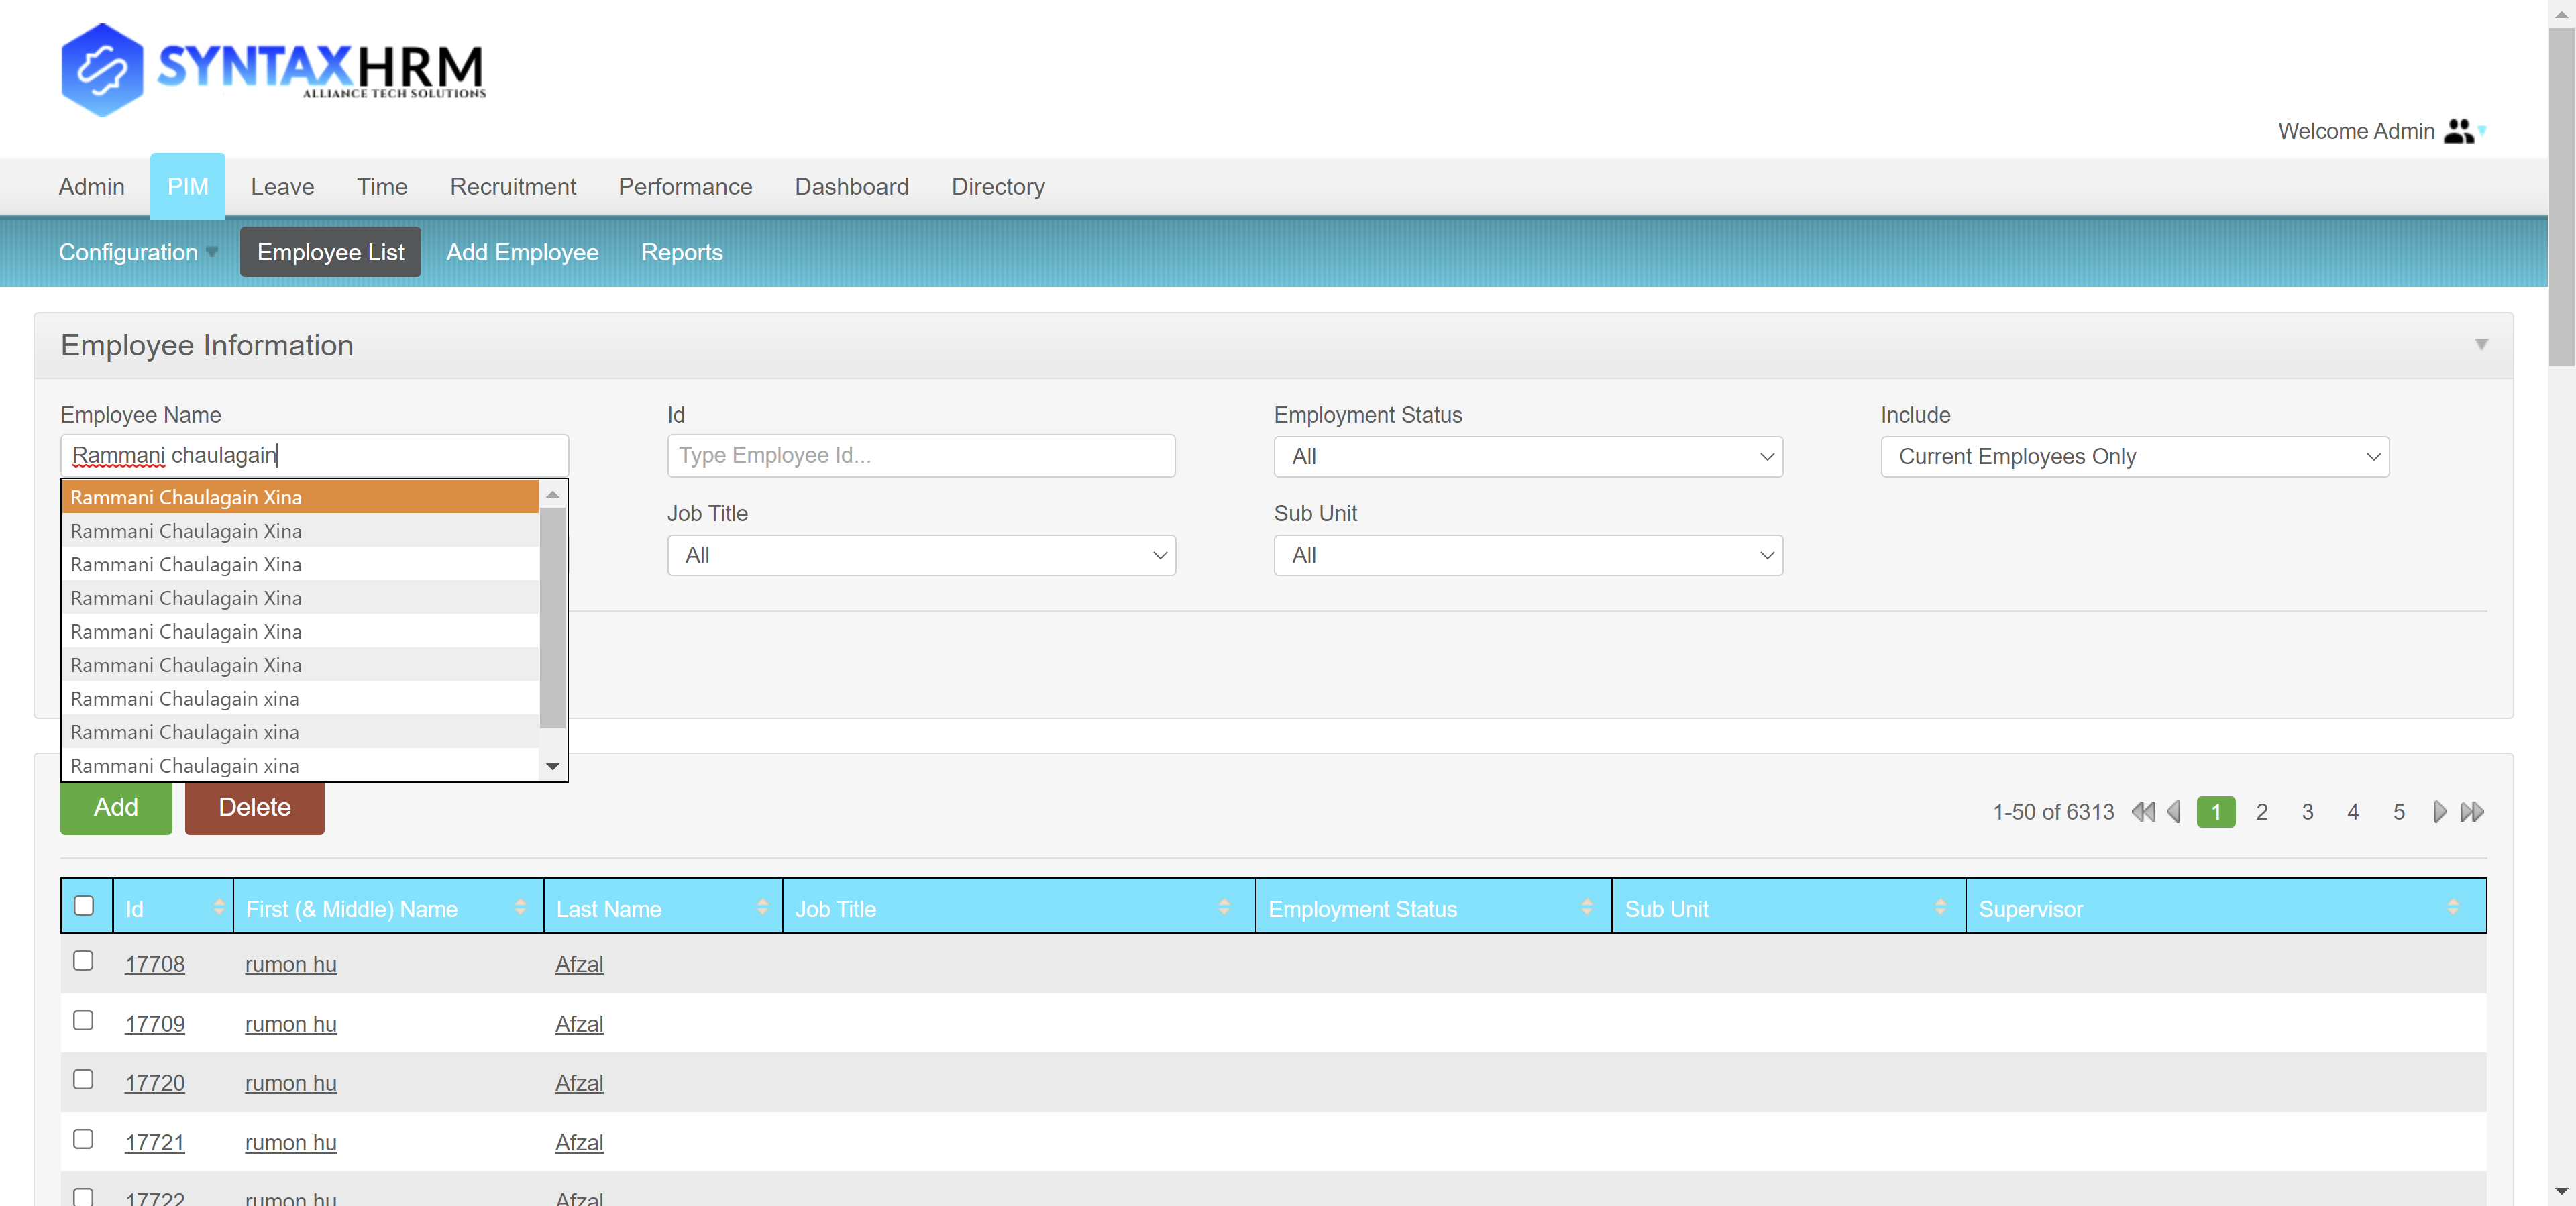 SYNTAXHRM
ALLIANCE TECH SOLUTIONS
Welcome Admin
Admin PIM Leave Time Recruitment Performance Dashboard Directory
Configuration Employee List Add Employee Reports
Employee Information
Employee Name Id Employment Status Include
Rammani chaulagain Type Employee Id... All Current Employees Only
Rammani Chaulagain Xina
Job Title Sub Unit
Rammani Chaulagain Xina
All All
Rammani Chaulagain Xina
Rammani Chaulagain Xina
Rammani Chaulagain Xina
Rammani Chaulagain Xina
Rammani Chaulagain xina
Rammani Chaulagain xina
Rammani Chaulagain xina
Add Delete 1-50 of 6313 1 2 3 4 5
Id First (& Middle) Name Last Name Job Title Employment Status Sub Unit Supervisor
17708 rumon hu Afzal
17709 rumon hu Afzal
17720 rumon hu Afzal
17721 rumon hu Afzal
17722 rumon hu Afzal